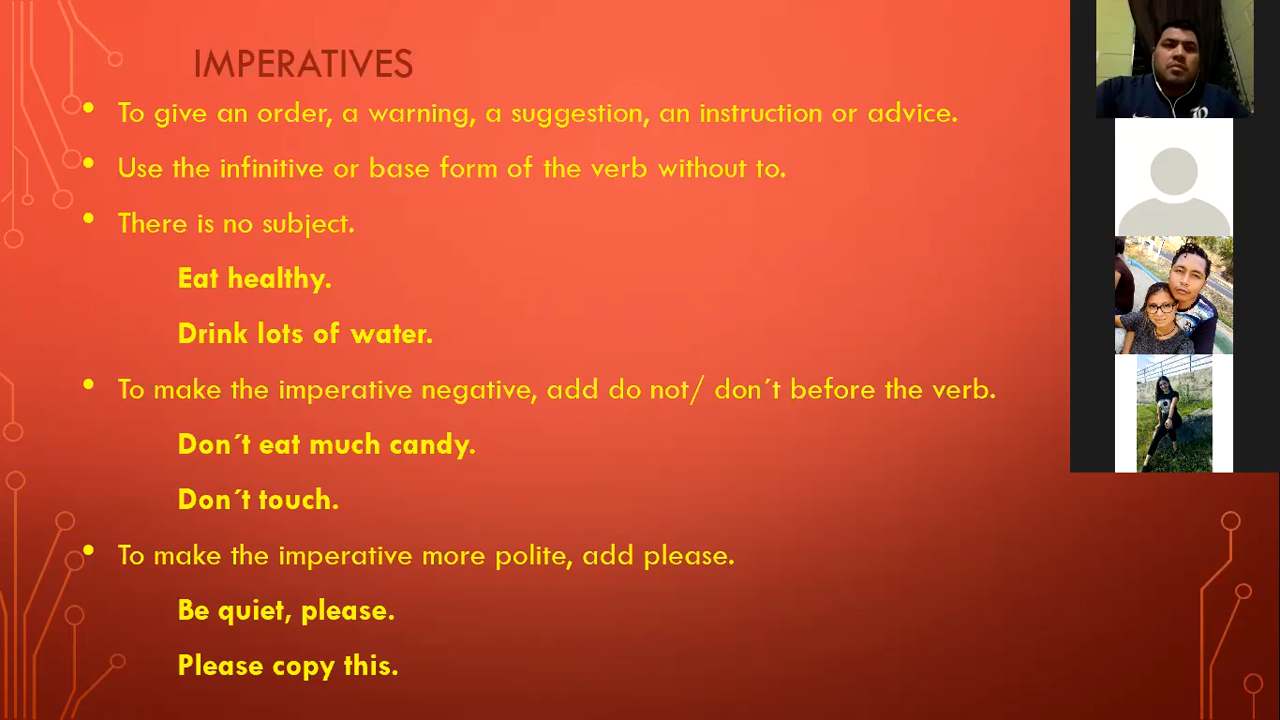 IMPERATIVES
• To give an order, a warning, a suggestion, an instruction or advice.
• Use the infinitive or base form of the verb without to.
• There is no subject.
Eat healthy.
Drink lots of water.
• To make the imperative negative, add do not/ don´t before the verb.
Don´t eat much candy.
Don´t touch.
• To make the imperative more polite, add please.
Be quiet, please.
Please copy this.